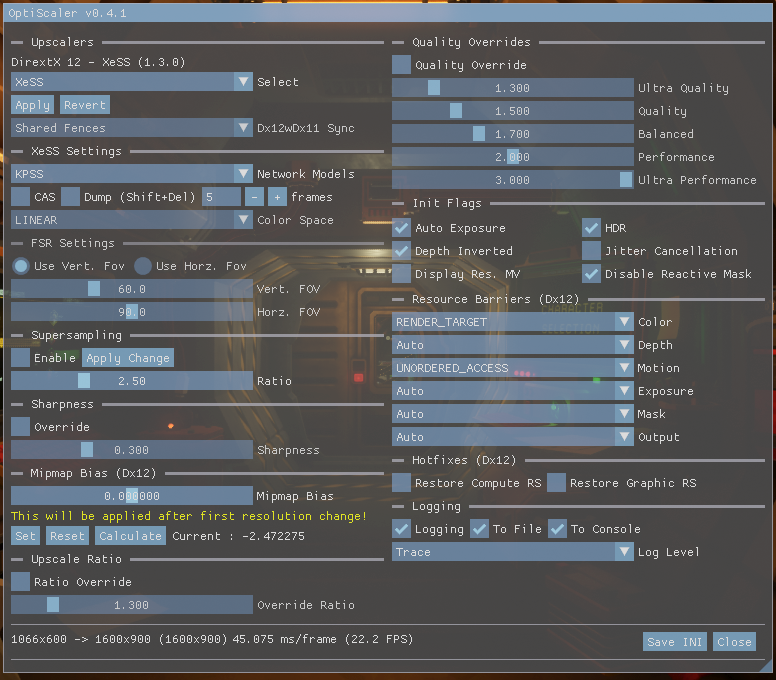 OptiScaler v0.4.1
Upscalers
DirextX 12 - XeSS (1.3.0)
XeSS Select
Apply Revert
Shared Fences Dx12wDx11 Sync
XeSS Settings
KPSS Network Models
CAS Dump (Shift+Del) 5 - + frames
LINEAR Color Space
FSR Settings
Use Vert. Fov Use Horz. Fov
60.0 Vert. FOV
90.0 Horz. FOV
Supersampling
Enable Apply Change
2.50 Ratio
Sharpness
Override
0.300 Sharpness
Mipmap Bias (Dx12)
0.000000 Mipmap Bias
This will be applied after first resolution change!
Set Reset Calculate Current : -2.472275
Upscale Ratio
Ratio Override
1.300 Override Ratio
Quality Overrides
Quality Override
1.300 Ultra Quality
1.500 Quality
1.700 Balanced
2.000 Performance
3.000 Ultra Performance
Init Flags
Auto Exposure HDR
Depth Inverted Jitter Cancellation
Display Res. MV Disable Reactive Mask
Resource Barriers (Dx12)
RENDER_TARGET Color
Auto Depth
UNORDERED_ACCESS Motion
Auto Exposure
Auto Mask
Auto Output
Hotfixes (Dx12)
Restore Compute RS Restore Graphic RS
Logging
Logging To File To Console
Trace Log Level
1066x600 -> 1600x900 (1600x900) 45.075 ms/frame (22.2 FPS)
Save INI Close